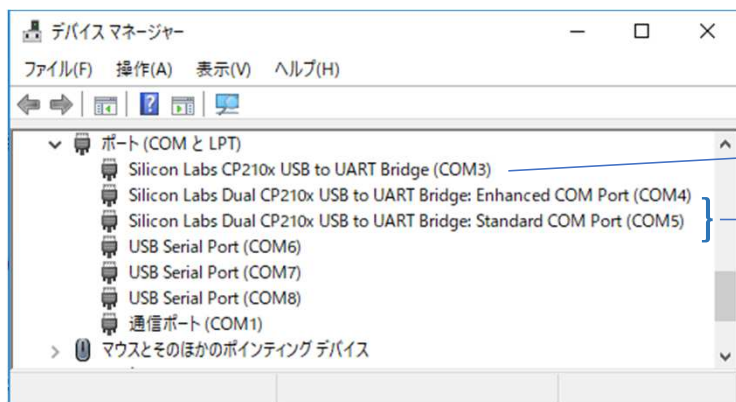 デバイス マネージャー
ファイル(F) 操作(A) 表示(V) ヘルプ(H)
ポート (COM と LPT)
Silicon Labs CP210x USB to UART Bridge (COM3)
Silicon Labs Dual CP210x USB to UART Bridge: Enhanced COM Port (COM4)
Silicon Labs Dual CP210x USB to UART Bridge: Standard COM Port (COM5)
USB Serial Port (COM6)
USB Serial Port (COM7)
USB Serial Port (COM8)
通信ポート (COM1)
マウスとそのほかのポインティング デバイス